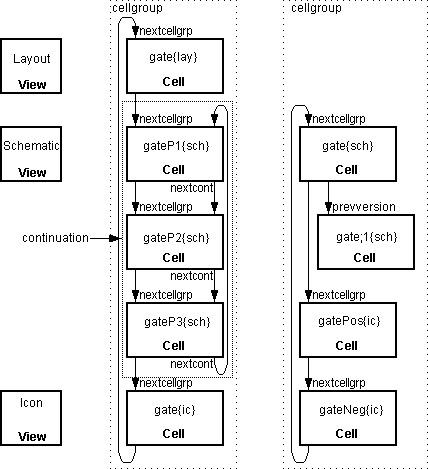 cellgroup
cellgroup
nextcellgrp
Layout
View
gate{lay}
Cell
nextcellgrp
nextcellgrp
Schematic
View
gateP1{sch}
Cell
gate{sch}
Cell
nextcont
nextcellgrp
prevversion
continuation
gateP2{sch}
Cell
gate;1{sch}
Cell
nextcont
nextcellgrp
nextcellgrp
gateP3{sch}
Cell
gatePos{ic}
Cell
nextcont
nextcellgrp
nextcellgrp
Icon
View
gate{ic}
Cell
gateNeg{ic}
Cell